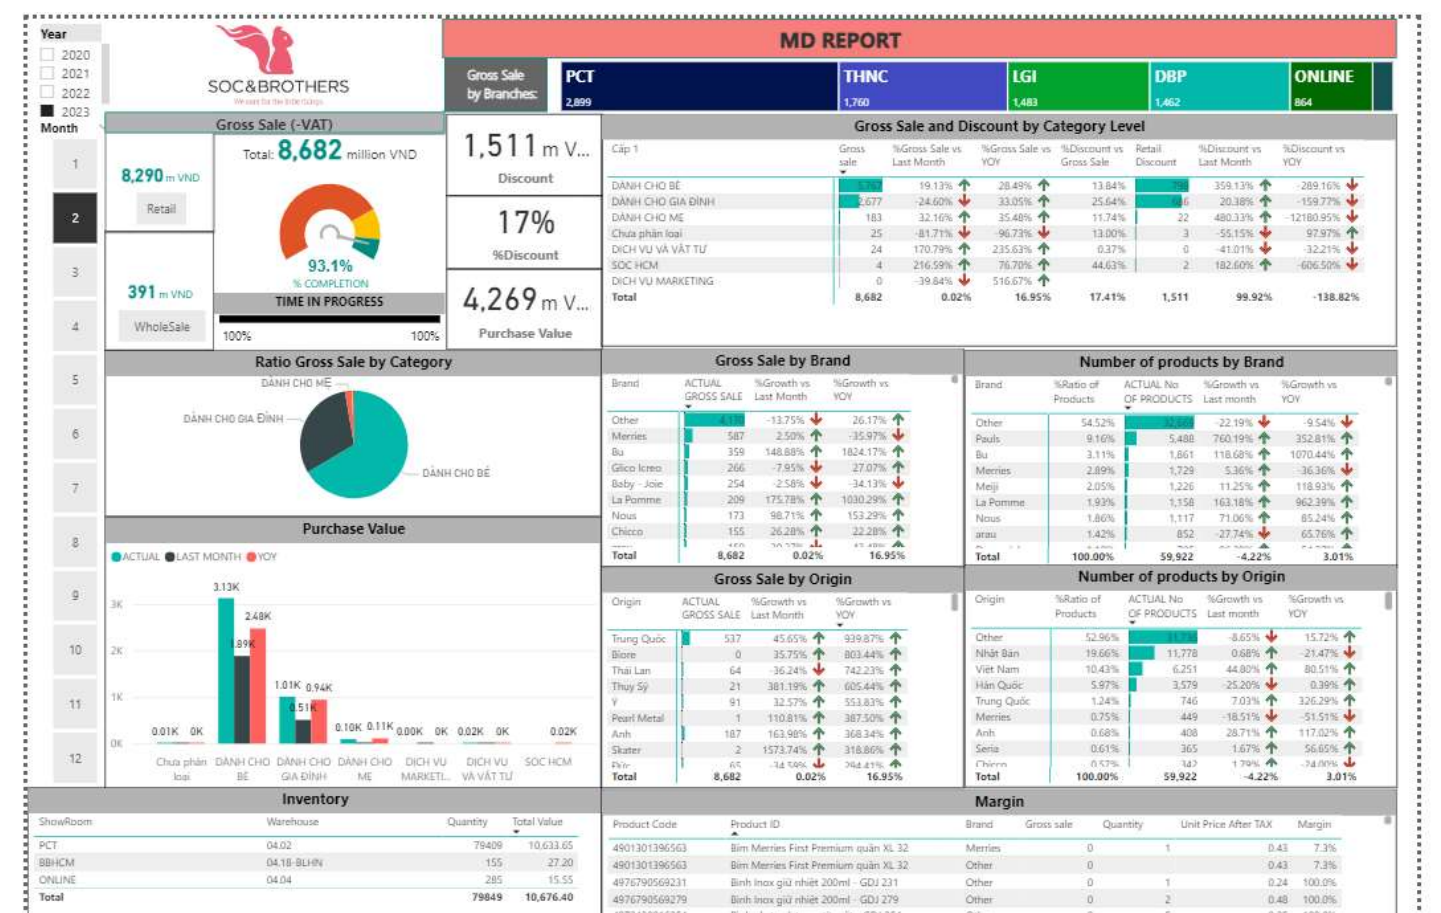 Year
2020
2021
2022
2023
Month
SOC&BROTHERS
MD REPORT
Gross Sale
by Branches:
PCT
2,899
THNC
1,760
LGI
1,483
DBP
1,462
ONLINE
864
1
2
3
4
5
6
7
8
9
10
11
12
Gross Sale (-VAT)
8,290 m VND
Retail
391 m VND
WholeSale
Total: 8,682 million VND
93.1%
% COMPLETION
TIME IN PROGRESS
100% 100%
1,511 m V...
Discount
17%
%Discount
4,269 m V...
Purchase Value
Gross Sale and Discount by Category Level
Cấp 1 Gross sale %Gross Sale vs Last Month %Gross Sale vs YOY %Discount vs Gross Sale Retail Discount %Discount vs Last Month %Discount vs YOY
DÀNH CHO BÉ 19.13% 28.49% 13.84% 359.13% -289.16%
DÀNH CHO GIA ĐÌNH 2,677 -24.60% 33.05% 25.64% 20.38% -159.77%
DÀNH CHO MẸ 183 32.16% 35.48% 11.74% 22 480.33% -12180.95%
Chưa phân loại 25 -81.71% -96.73% 13.00% 3 -55.15% 97.97%
DỊCH VỤ VÀ VẬT TƯ 24 170.79% 235.63% 0.37% 0 -41.01% -32.21%
SOC HCM 4 216.59% 76.70% 44.63% 2 182.60% -606.50%
DỊCH VỤ MARKETING 0 -39.84% 516.67%
Total 8,682 0.02% 16.95% 17.41% 1,511 99.92% -138.82%
Ratio Gross Sale by Category
DÀNH CHO MẸ
DÀNH CHO GIA ĐÌNH
DÀNH CHO BÉ
Gross Sale by Brand
Brand ACTUAL GROSS SALE %Growth vs Last Month %Growth vs YOY
Other 4,130 -13.75% 26.17%
Merries 587 2.50% -35.97%
Bu 359 148.88% 1824.17%
Glico Icreo 266 -7.95% 27.07%
Baby - Joie 254 -2.58% -34.13%
La Pomme 209 175.78% 1030.29%
Nous 173 98.71% 153.29%
Chicco 155 26.28% 22.28%
Total 8,682 0.02% 16.95%
Number of products by Brand
Brand %Ratio of Products ACTUAL No OF PRODUCTS %Growth vs Last month %Growth vs YOY
Other 54.52% -22.19% -9.54%
Pauls 9.16% 5,488 760.19% 352.81%
Bu 3.11% 1,861 118.68% 1070.44%
Merries 2.89% 1,729 5.36% -36.36%
Meiji 2.05% 1,226 11.25% 118.93%
La Pomme 1.93% 1,158 163.18% 962.39%
Nous 1.86% 1,117 71.06% 85.24%
arau 1.42% 852 -27.74% 65.76%
Total 100.00% 59,922 -4.22% 3.01%
Purchase Value
ACTUAL LAST MONTH YOY
3K
2K
1K
0K
0.01K 0K
3.13K 1.89K 2.48K
1.01K 0.51K 0.94K
0.10K 0.11K
0.00K 0K
0.02K 0K
0.02K
Chưa phân loại
DÀNH CHO BÉ
DÀNH CHO GIA ĐÌNH
DÀNH CHO MẸ
DỊCH VỤ MARKETI...
DỊCH VỤ VÀ VẬT TƯ
SOC HCM
Gross Sale by Origin
Origin ACTUAL GROSS SALE %Growth vs Last Month %Growth vs YOY
Trung Quốc 537 45.65% 939.87%
Biore 0 35.75% 803.44%
Thái Lan 64 -36.24% 742.23%
Thụy Sỹ 21 381.19% 605.44%
Ý 91 32.57% 553.83%
Pearl Metal 1 110.81% 387.50%
Anh 187 163.98% 368.34%
Skater 2 1573.74% 318.86%
Đức 65 -34.59% 294.41%
Total 8,682 0.02% 16.95%
Number of products by Origin
Origin %Ratio of Products ACTUAL No OF PRODUCTS %Growth vs Last month %Growth vs YOY
Other 52.96% -8.65% 15.72%
Nhật Bản 19.66% 11,778 0.68% -21.47%
Việt Nam 10.43% 6,251 44.80% 80.51%
Hàn Quốc 5.97% 3,579 -25.20% 0.39%
Trung Quốc 1.24% 746 7.03% 326.29%
Merries 0.75% 449 -18.51% -51.51%
Anh 0.68% 408 28.71% 117.02%
Seria 0.61% 365 1.67% 56.65%
Chicco 0.57% 342 1.79% -24.00%
Total 100.00% 59,922 -4.22% 3.01%
Inventory
ShowRoom Warehouse Quantity Total Value
PCT 04.02 79409 10,633.65
BBHCM 04.18-BLHN 155 27.20
ONLINE 04.04 285 15.55
Total 79849 10,676.40
Margin
Product Code Product ID Brand Gross sale Quantity Unit Price After TAX Margin
4901301396563 Bim Merries First Premium quần XL 32 Merries 0 1 0.43 7.3%
4901301396563 Bim Merries First Premium quần XL 32 Other 0 0.43 7.3%
4976790569231 Bình Inox giữ nhiệt 200ml - GDJ 231 Other 0 1 0.24 100.0%
4976790569279 Bình Inox giữ nhiệt 200ml - GDJ 279 Other 0 2 0.48 100.0%